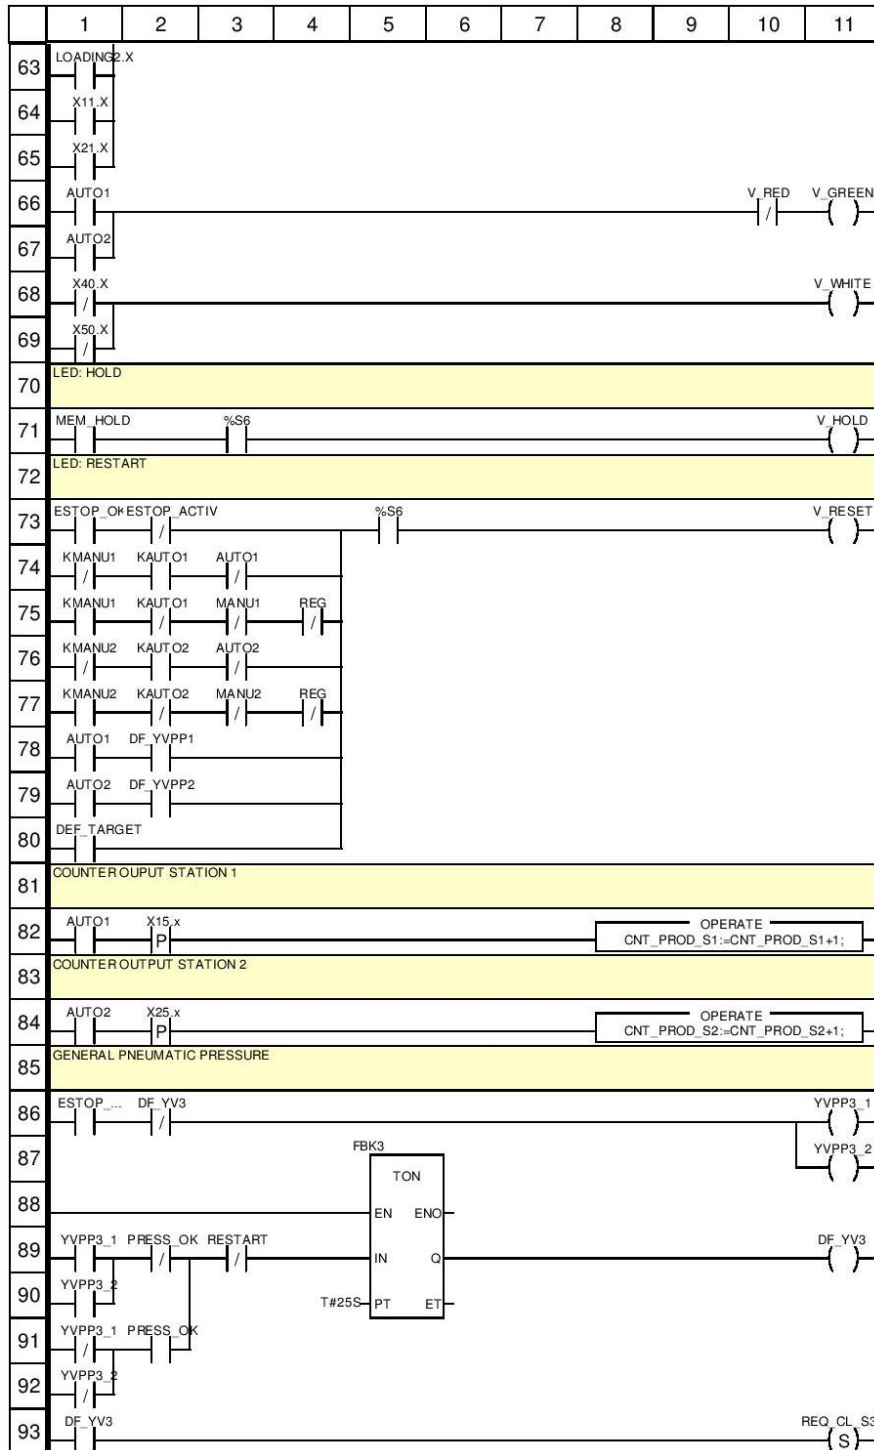 1 2 3 4 5 6 7 8 9 10 11
63 LOADING2.X
64 X11.X
65 X21.X
66 AUTO1 V_RED V_GREEN
67 AUTO2
68 X40.X V_WHITE
69 X50.X
70 LED: HOLD
71 MEM_HOLD %S6 V_HOLD
72 LED: RESTART
73 ESTOP_OK ESTOP_ACTIV %S6 V_RESET
74 KMANU1 KAUTO1 AUTO1
75 KMANU1 KAUTO1 MANU1 REG
76 KMANU2 KAUTO2 AUTO2
77 KMANU2 KAUTO2 MANU2 REG
78 AUTO1 DF_YVPP1
79 AUTO2 DF_YVPP2
80 DEF_TARGET
81 COUNTER OUPUT STATION 1
82 AUTO1 X15.x P OPERATE
CNT_PROD_S1:=CNT_PROD_S1+1;
83 COUNTER OUTPUT STATION 2
84 AUTO2 X25.x P OPERATE
CNT_PROD_S2:=CNT_PROD_S2+1;
85 GENERAL PNEUMATIC PRESSURE
86 ESTOP_... DF_YV3 YVPP3_1
87 FBK3 YVPP3_2
TON
88 EN ENO
89 YVPP3_1 PRESS_OK RESTART IN Q DF_YV3
90 YVPP3_2 T#25S PT ET
91 YVPP3_1 PRESS_OK
92 YVPP3_2
93 DF_YV3 REQ_CL_S3
S